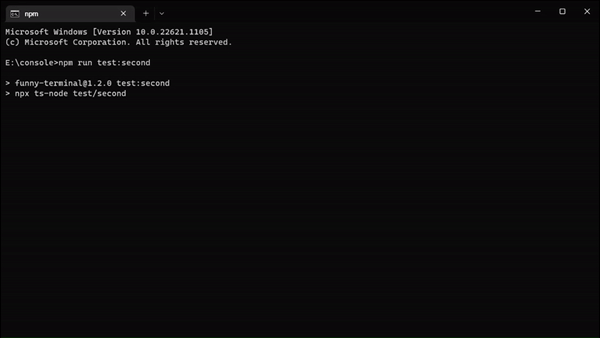 npm
Microsoft Windows [Version 10.0.22621.1105]
(c) Microsoft Corporation. All rights reserved.
E:\console>npm run test:second
> funny-terminal@1.2.0 test:second
> npx ts-node test/second